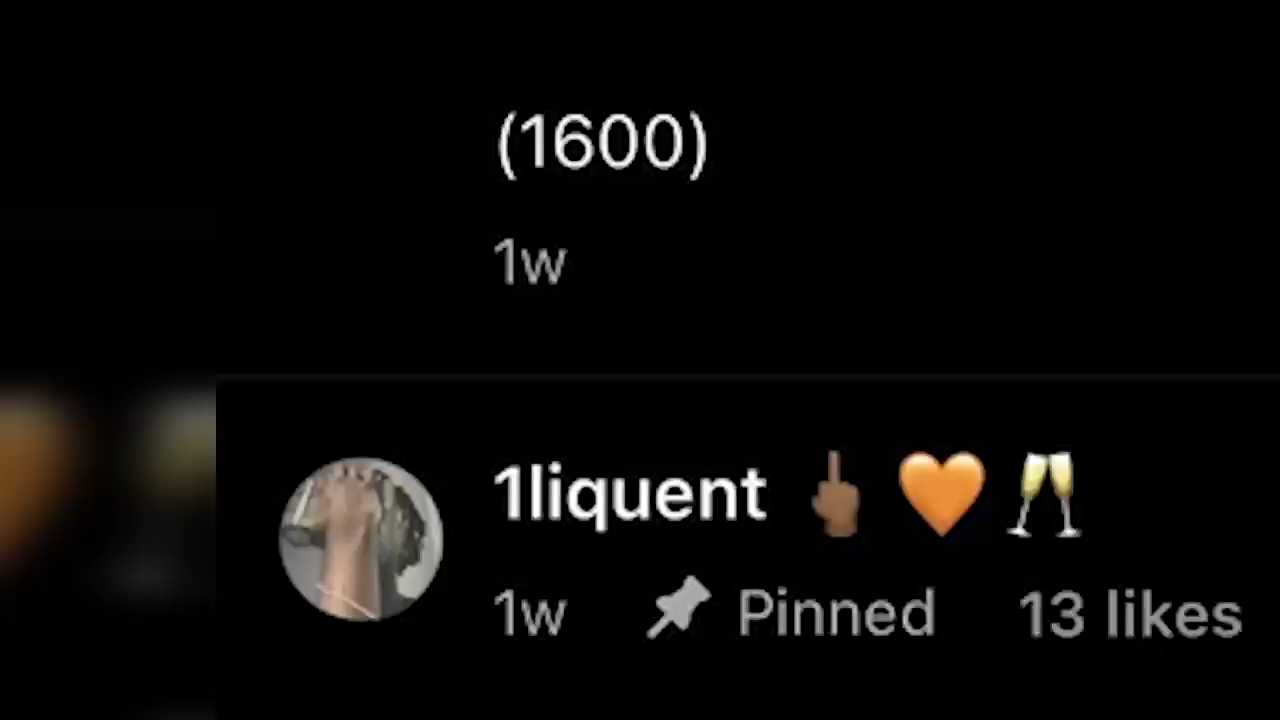 (1600)
1w
1liquent 🖕🏾 🧡 🥂
1w 📌 Pinned 13 likes